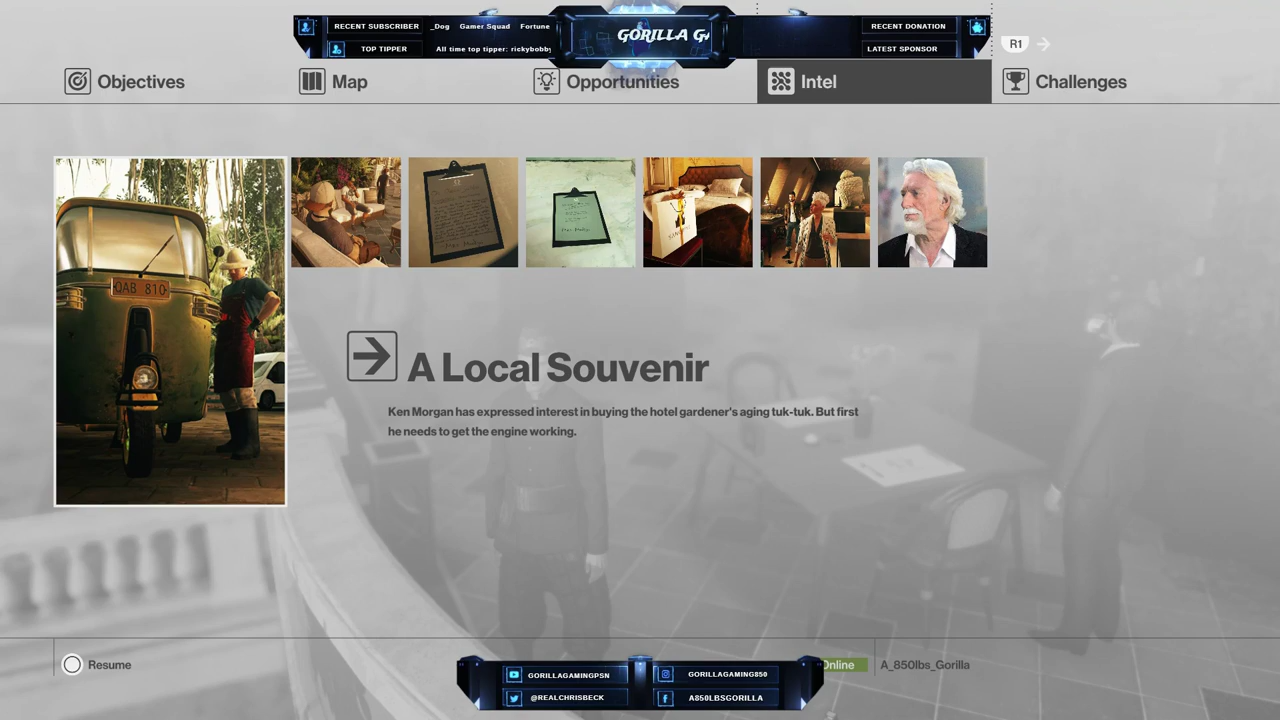 RECENT SUBSCRIBER
_Dog Gamer Squad Fortune
GORILLA GA
RECENT DONATION
TOP TIPPER
All time top tipper: rickybobby
LATEST SPONSOR
R1
Objectives
Map
Opportunities
Intel
Challenges
QAB 810
A Local Souvenir
Ken Morgan has expressed interest in buying the hotel gardener's aging tuk-tuk. But first
he needs to get the engine working.
Resume
Online
A_850lbs_Gorilla
GORILLAGAMINGPSN
GORILLAGAMING850
@REALCHRISBECK
A850LBSGORILLA